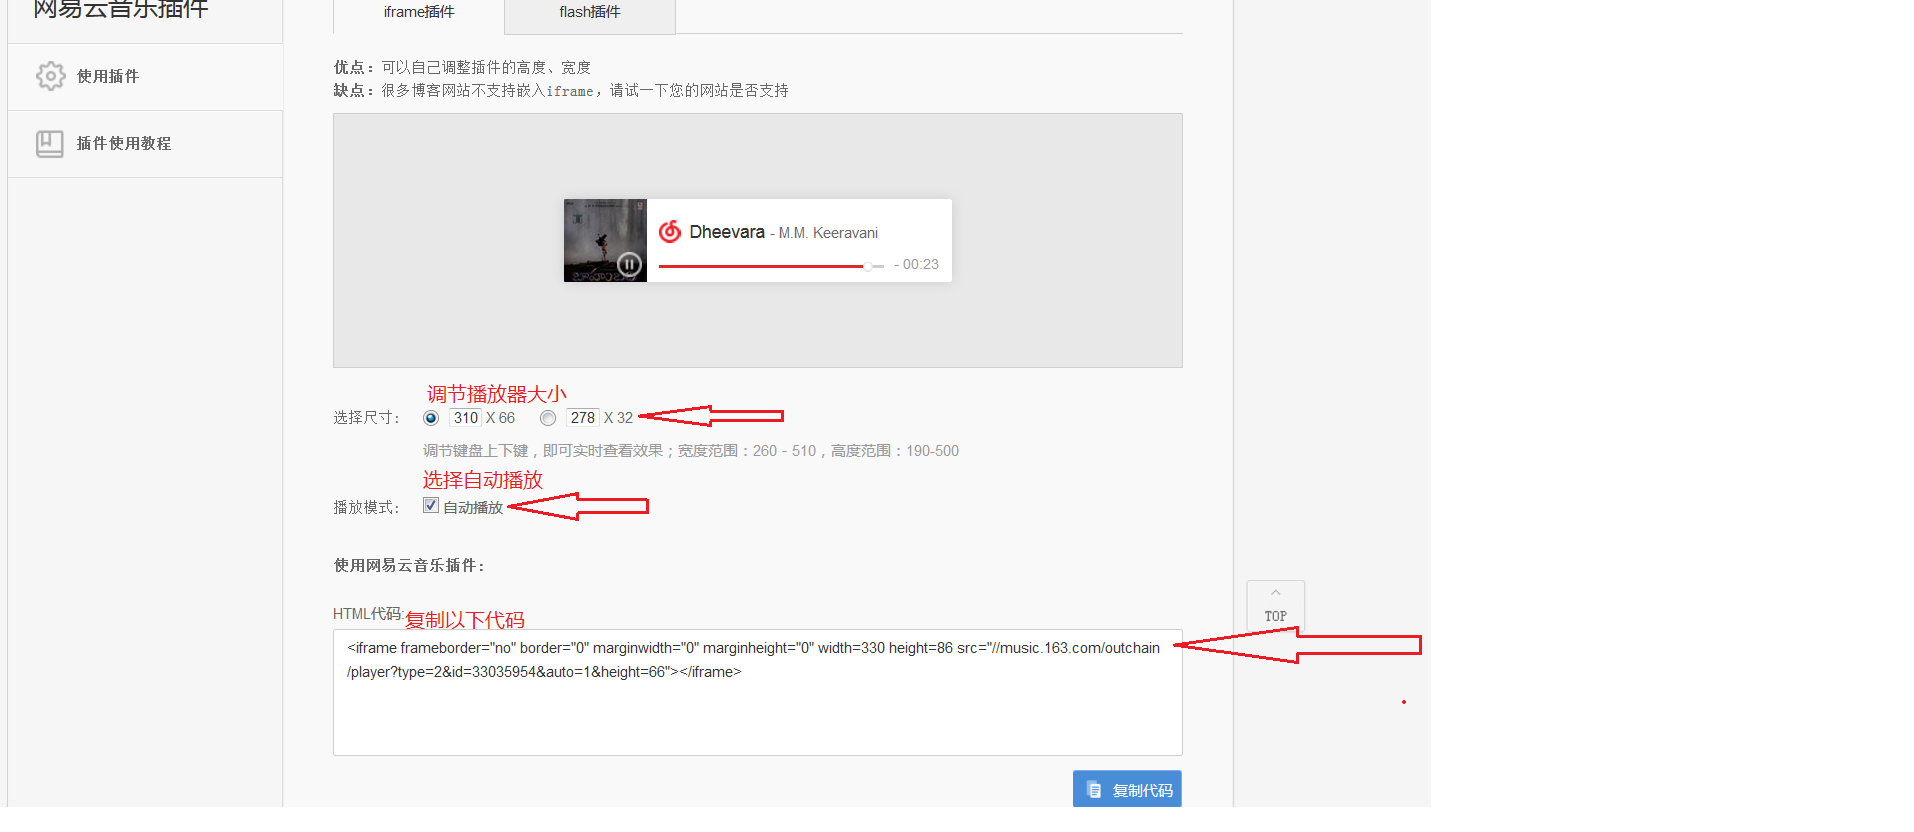 网易云音乐插件
iframe插件
flash插件
使用插件
插件使用教程
优点：可以自己调整插件的高度、宽度
缺点：很多博客网站不支持嵌入iframe，请试一下您的网站是否支持
Dheevara - M.M. Keeravani
- 00:23
调节播放器大小
选择尺寸： 310 X 66 278 X 32
调节键盘上下键，即可实时查看效果；宽度范围：260 - 510，高度范围：190-500
选择自动播放
播放模式： 自动播放
使用网易云音乐插件：
HTML代码:
复制以下代码
TOP
<iframe frameborder="no" border="0" marginwidth="0" marginheight="0" width=330 height=86 src="//music.163.com/outchain
/player?type=2&id=33035954&auto=1&height=66"></iframe>
复制代码